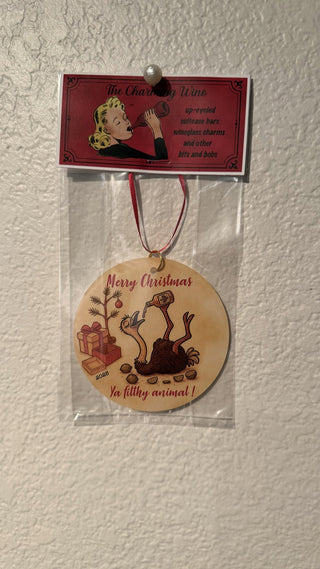 The Charming Wino
up-cycled
suitcase bars
wineglass charms
and other
bits and bobs
Merry Christmas
2025
Ya filthy animal !